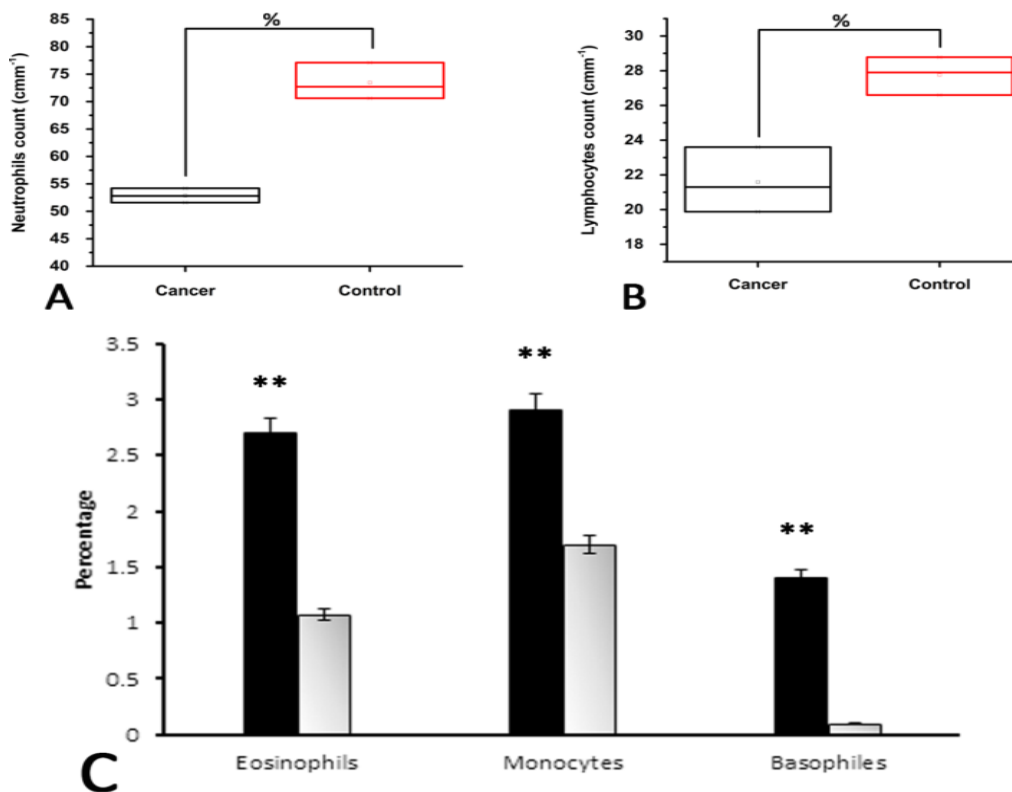 %
Neutrophils count (cmm⁻¹)
85
80
75
70
65
60
55
50
45
40
Cancer
Control
A
%
Lymphocytes count (cmm⁻¹)
30
28
26
24
22
20
18
Cancer
Control
B
Percentage
3.5
3
2.5
2
1.5
1
0.5
0
**
**
**
Eosinophils
Monocytes
Basophiles
C